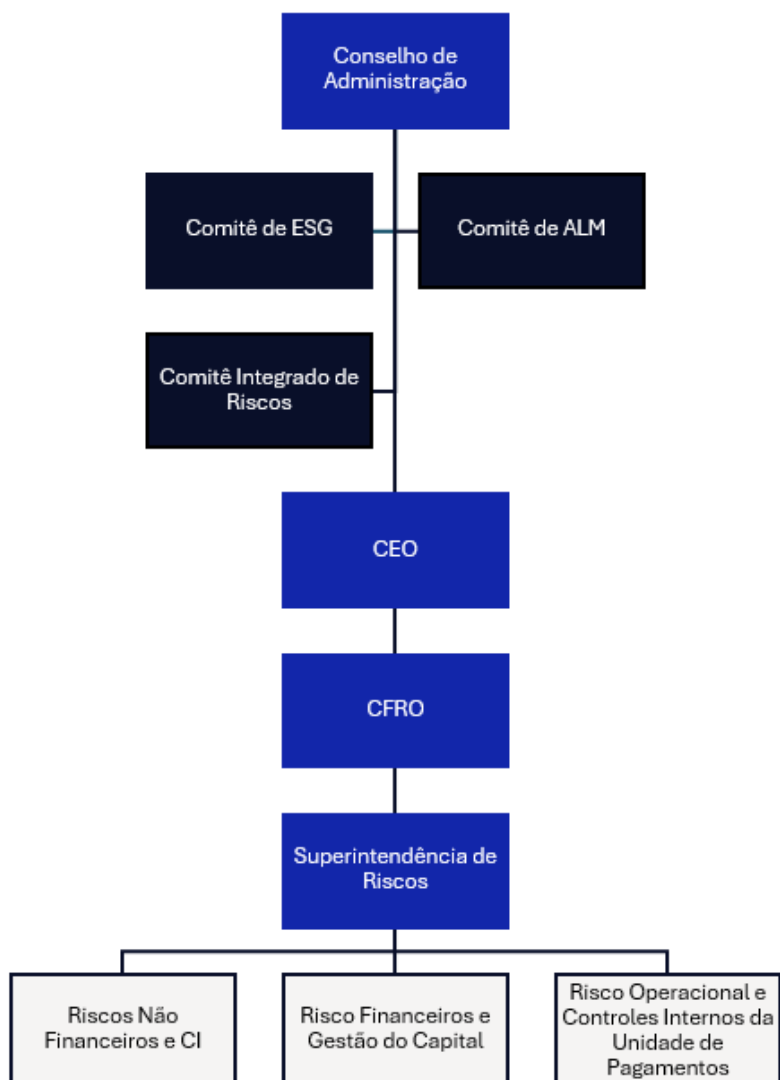 Conselho de
Administração
Comitê de ESG
Comitê de ALM
Comitê Integrado de
Riscos
CEO
CFRO
Superintendência de
Riscos
Riscos Não
Financeiros e CI
Risco Financeiros e
Gestão do Capital
Risco Operacional e
Controles Internos da
Unidade de
Pagamentos